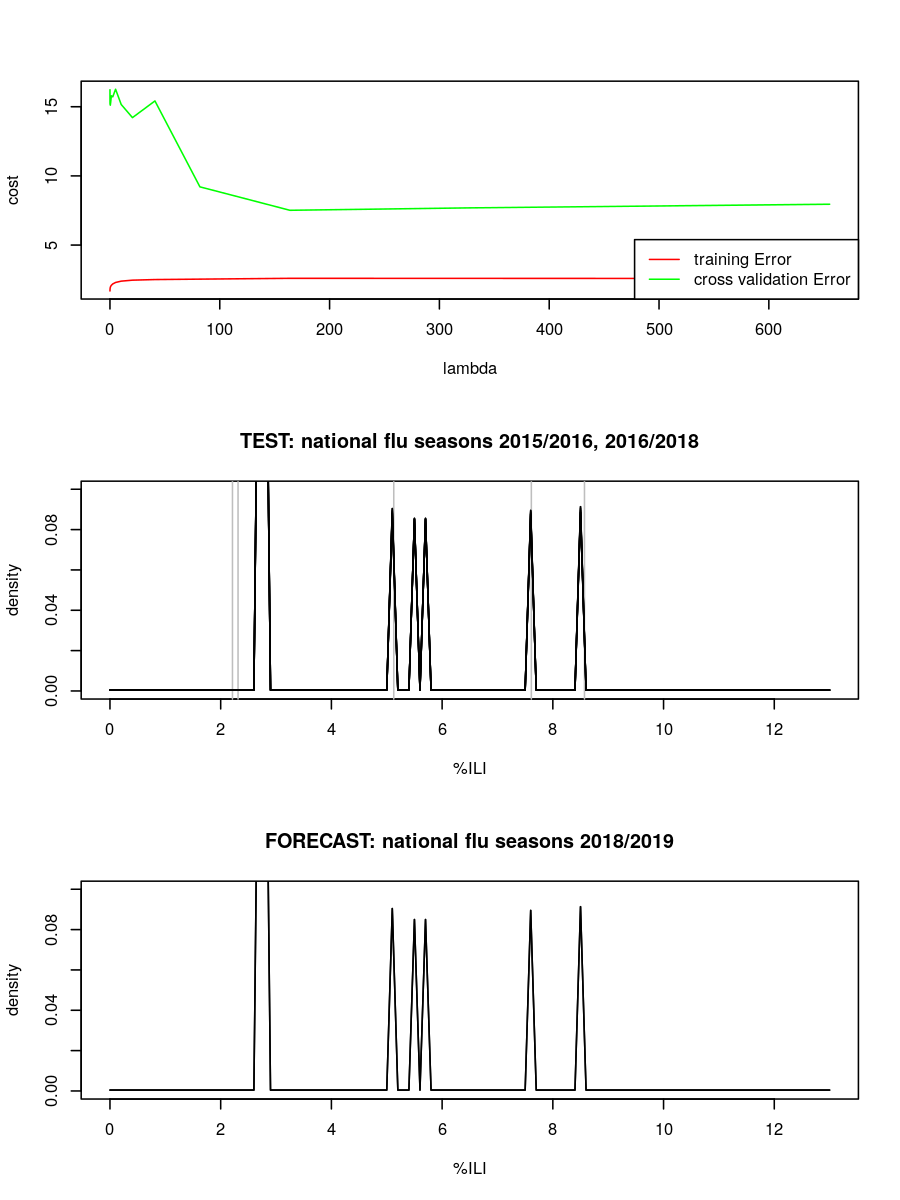 15
10
5
cost
training Error
cross validation Error
0 100 200 300 400 500 600
lambda
TEST: national flu seasons 2015/2016, 2016/2018
0.08
0.04
0.00
density
0 2 4 6 8 10 12
%ILI
FORECAST: national flu seasons 2018/2019
0.08
0.04
0.00
density
0 2 4 6 8 10 12
%ILI